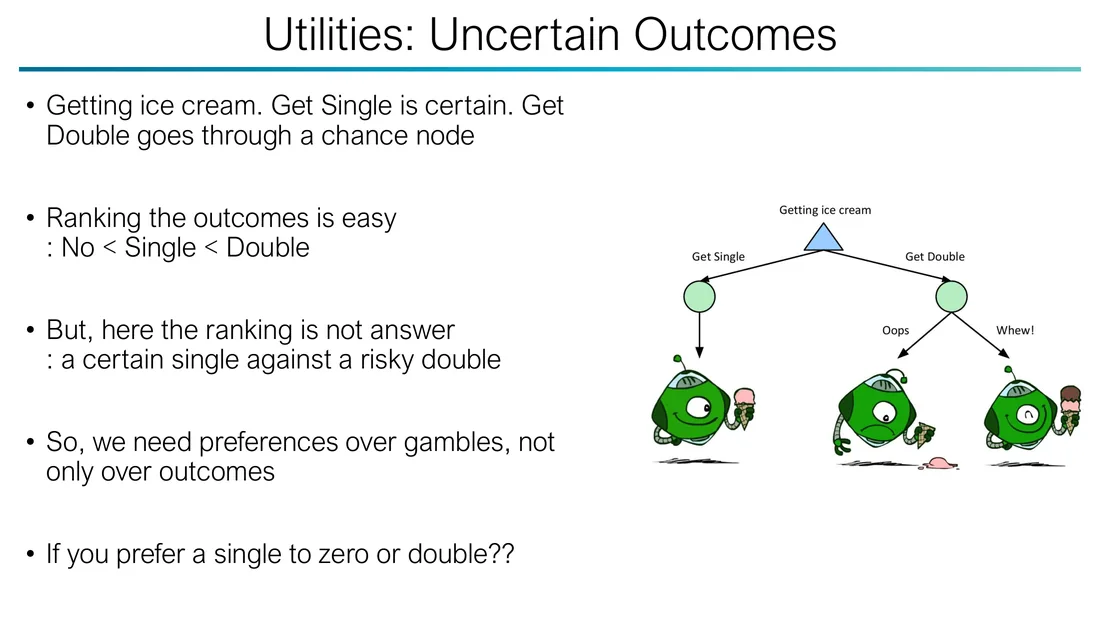 Utilities: Uncertain Outcomes
• Getting ice cream. Get Single is certain. Get
Double goes through a chance node
• Ranking the outcomes is easy
: No < Single < Double
• But, here the ranking is not answer
: a certain single against a risky double
• So, we need preferences over gambles, not
only over outcomes
• If you prefer a single to zero or double??
Getting ice cream
Get Single
Get Double
Oops
Whew!